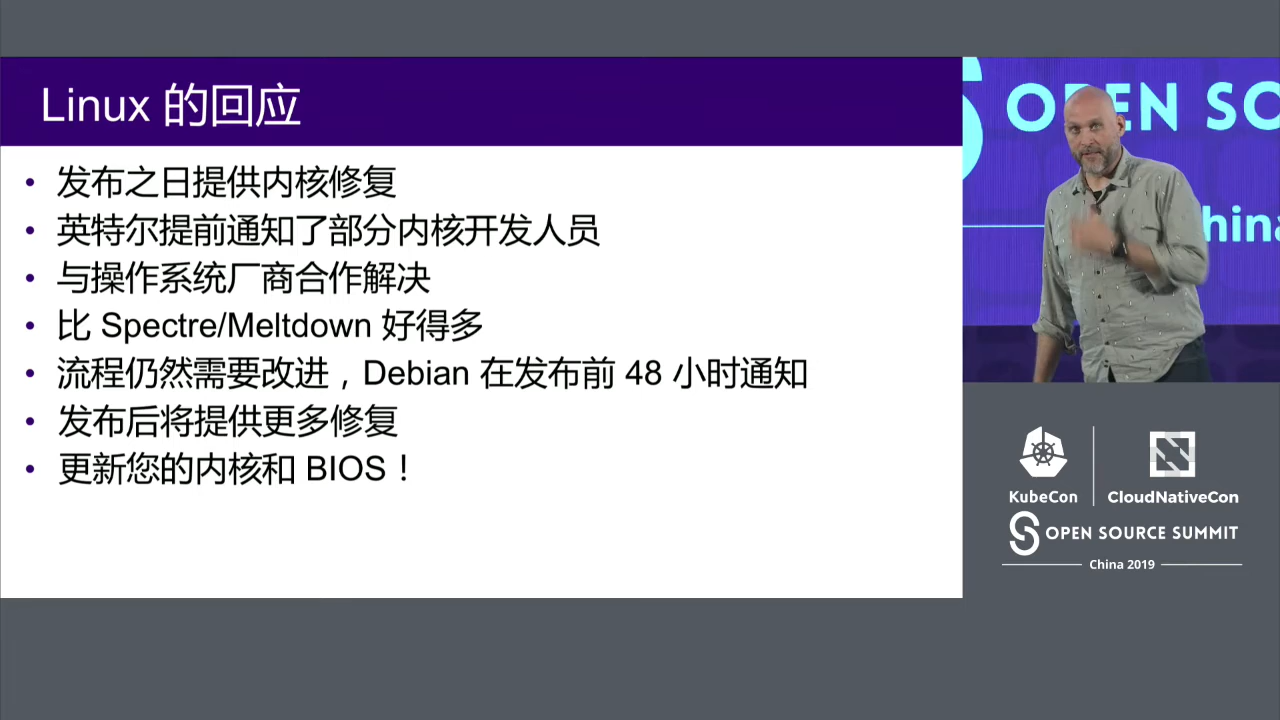 Linux 的回应
• 发布之日提供内核修复
• 英特尔提前通知了部分内核开发人员
• 与操作系统厂商合作解决
• 比 Spectre/Meltdown 好得多
• 流程仍然需要改进，Debian 在发布前 48 小时通知
• 发布后将提供更多修复
• 更新您的内核和 BIOS！
OPEN SO
hina
KubeCon
CloudNativeCon
OPEN SOURCE SUMMIT
China 2019